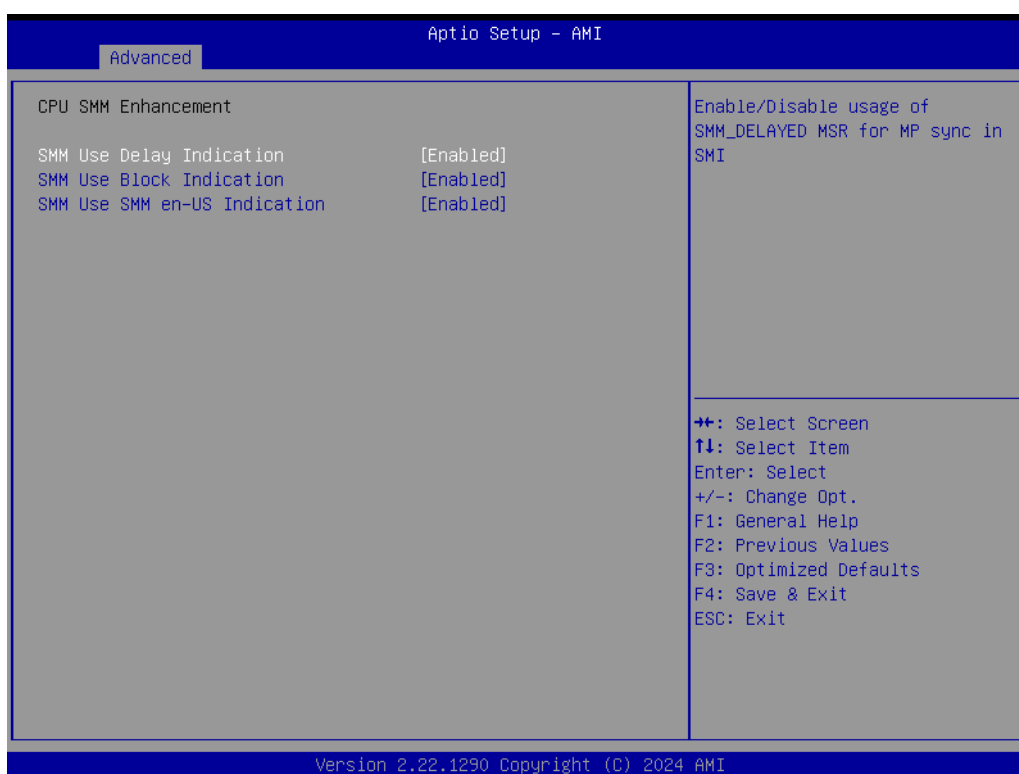 Aptio Setup – AMI
Advanced
CPU SMM Enhancement
SMM Use Delay Indication [Enabled]
SMM Use Block Indication [Enabled]
SMM Use SMM en-US Indication [Enabled]
Enable/Disable usage of
SMM_DELAYED MSR for MP sync in
SMI
→←: Select Screen
↑↓: Select Item
Enter: Select
+/-: Change Opt.
F1: General Help
F2: Previous Values
F3: Optimized Defaults
F4: Save & Exit
ESC: Exit
Version 2.22.1290 Copyright (C) 2024 AMI